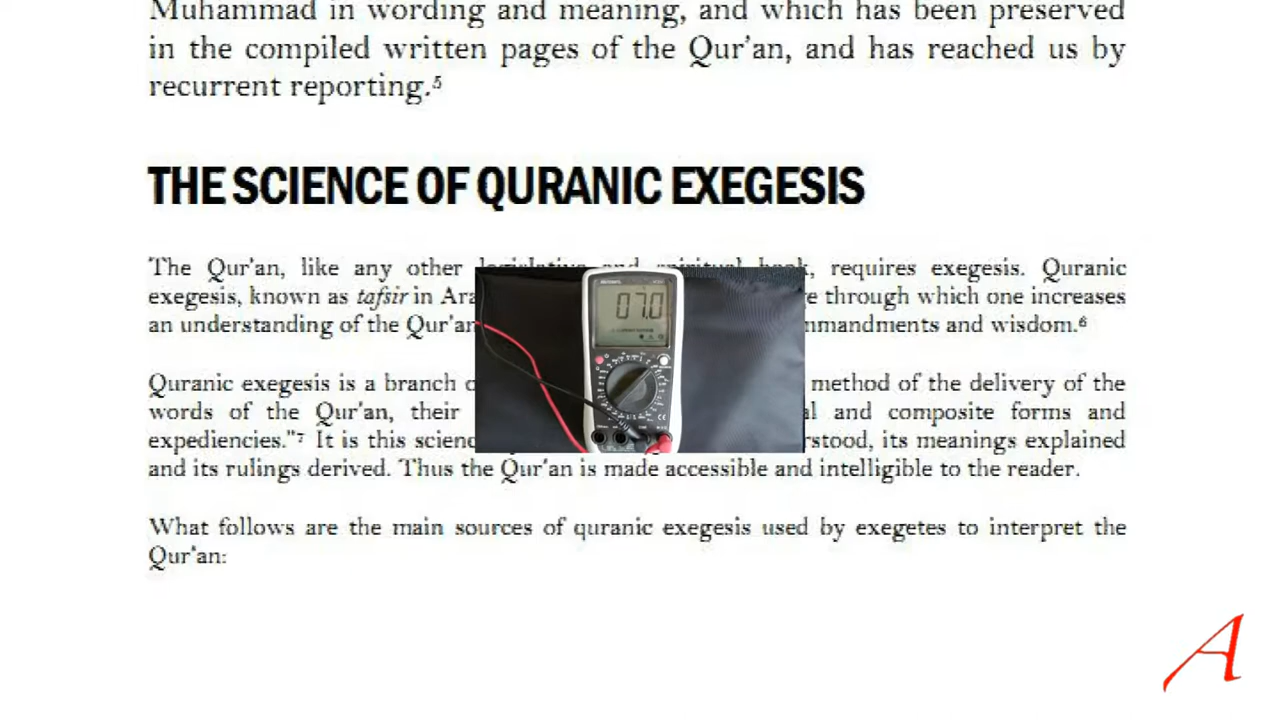 Muhammad in wording and meaning, and which has been preserved
in the compiled written pages of the Qur'an, and has reached us by
recurrent reporting.⁵
THE SCIENCE OF QURANIC EXEGESIS
The Qur'an, like any other legislative and spiritual book, requires exegesis. Quranic
exegesis, known as tafsir in through which one increases
an understanding of the Qur'an and wisdom.⁶
Quranic exegesis is a branch method of the delivery of the
words of the Qur'an, their and composite forms and
expediencies."⁷ It is this its meanings explained
and its rulings derived. Thus the Qur'an is made accessible and intelligible to the reader.
What follows are the main sources of quranic exegesis used by exegetes to interpret the
Qur'an:
07.0
A